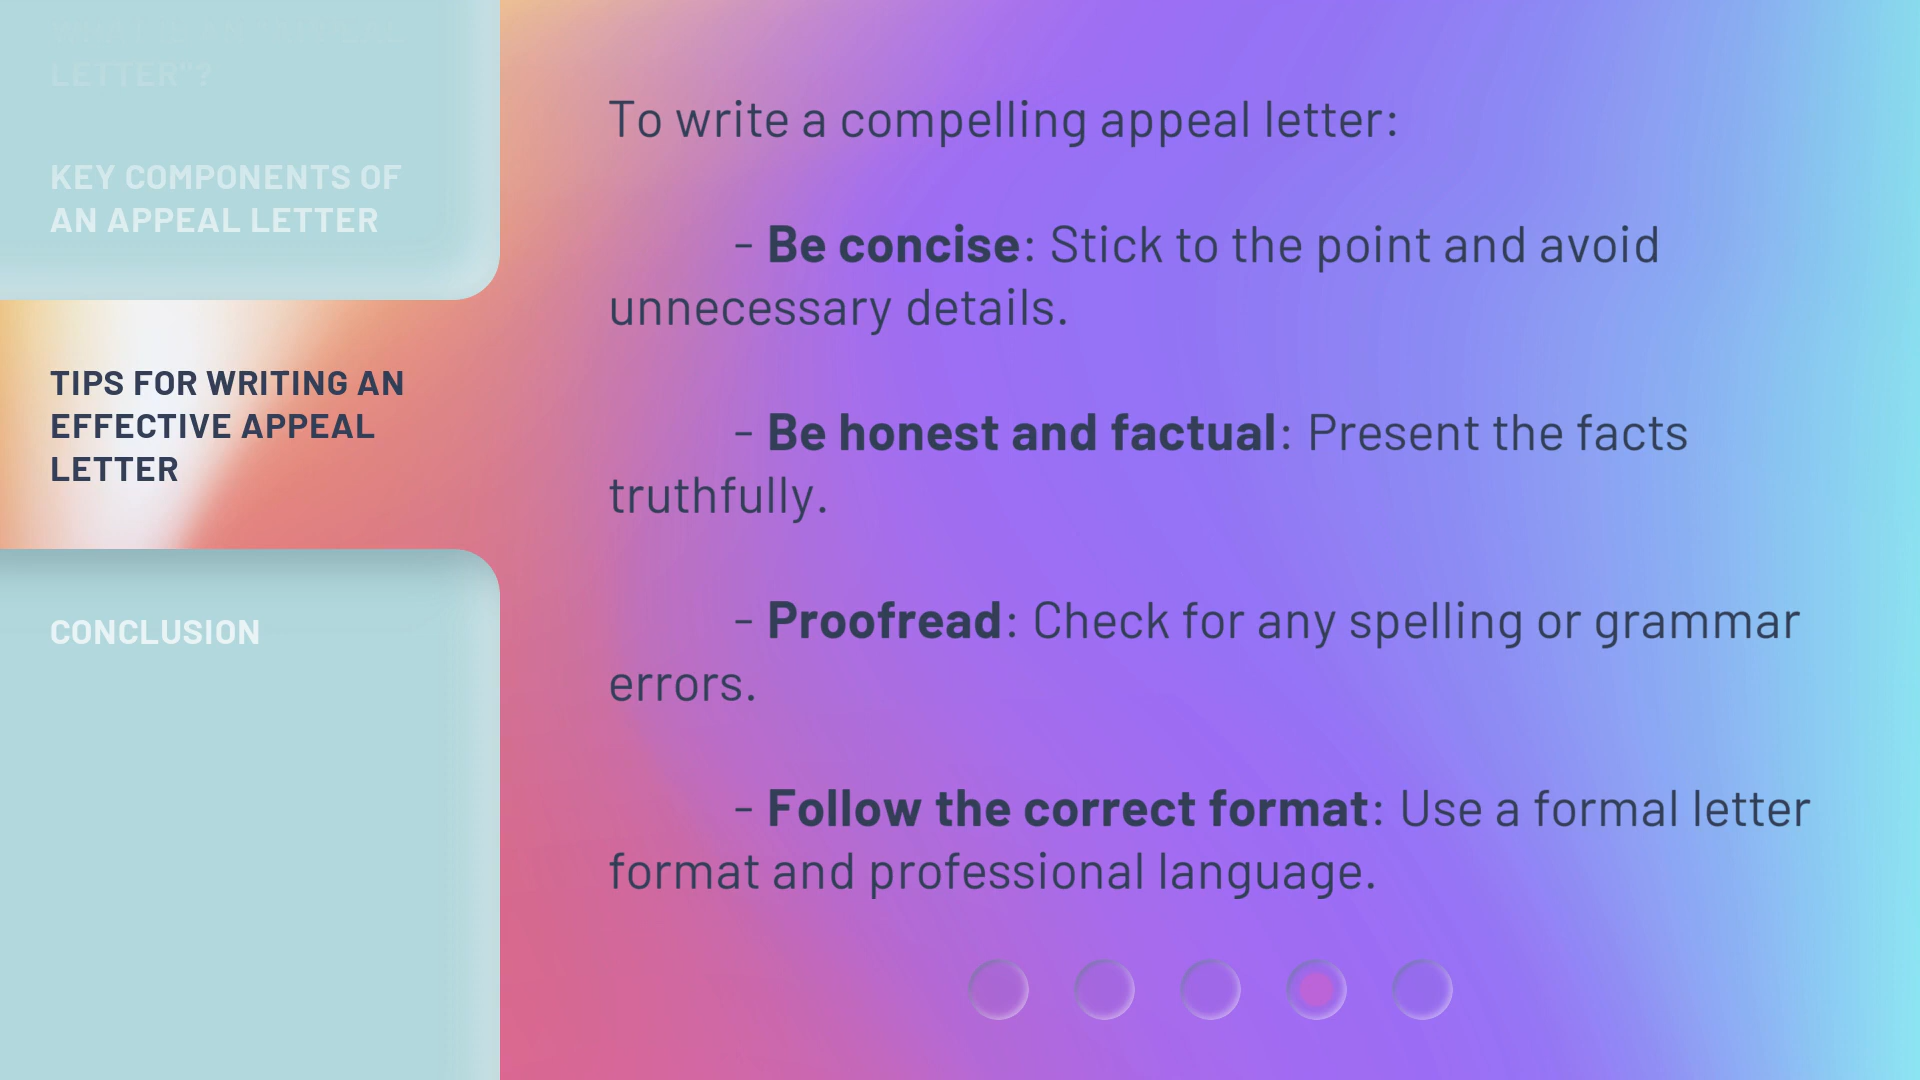 LETTER"?
KEY COMPONENTS OF
AN APPEAL LETTER
TIPS FOR WRITING AN
EFFECTIVE APPEAL
LETTER
CONCLUSION
To write a compelling appeal letter:
- Be concise: Stick to the point and avoid
unnecessary details.
- Be honest and factual: Present the facts
truthfully.
- Proofread: Check for any spelling or grammar
errors.
- Follow the correct format: Use a formal letter
format and professional language.